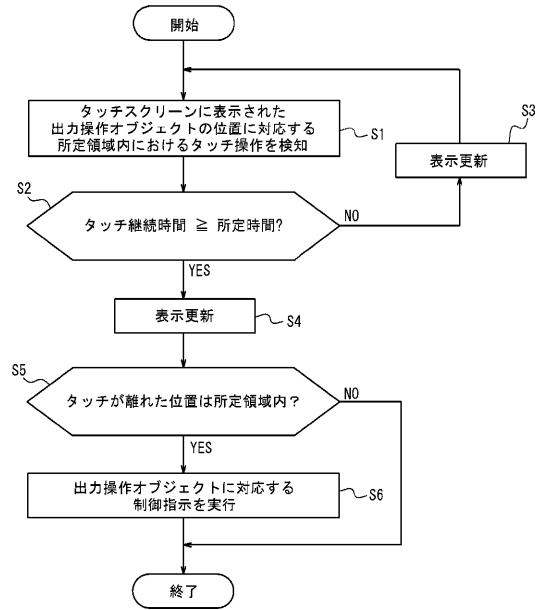 開始
タッチスクリーンに表示された
出力操作オブジェクトの位置に対応する
所定領域内におけるタッチ操作を検知
S1
S3
表示更新
S2
タッチ継続時間 ≧ 所定時間?
NO
YES
表示更新
S4
S5
タッチが離れた位置は所定領域内?
NO
YES
出力操作オブジェクトに対応する
制御指示を実行
S6
終了